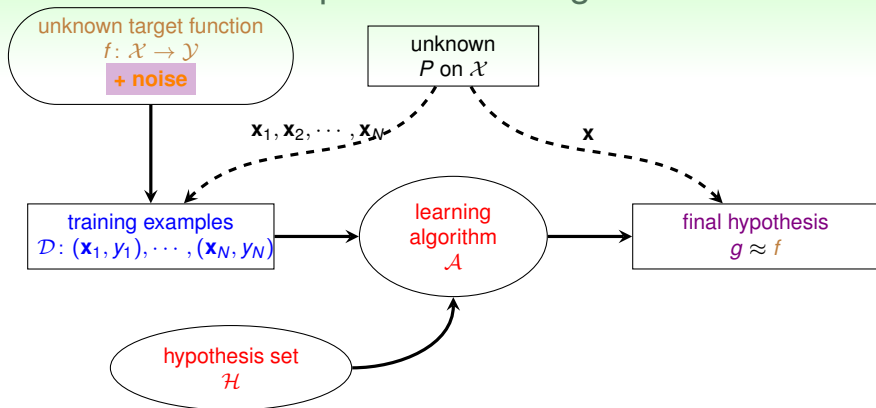 unknown target function
f: 𝒳 → 𝒴
+ noise
unknown
P on 𝒳
x₁, x₂, ⋯ , x_N
x
training examples
𝒟: (x₁, y₁), ⋯ , (x_N, y_N)
learning
algorithm
𝒜
final hypothesis
g ≈ f
hypothesis set
ℋ